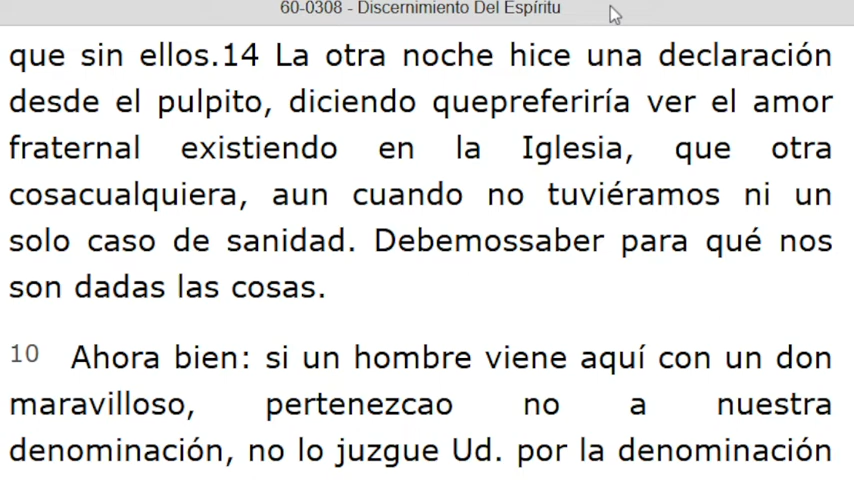 60-0308 - Discernimiento Del Espíritu
que sin ellos.14 La otra noche hice una declaración
desde el pulpito, diciendo quepreferiría ver el amor
fraternal existiendo en la Iglesia, que otra
cosacualquiera, aun cuando no tuviéramos ni un
solo caso de sanidad. Debemossaber para qué nos
son dadas las cosas.
10 Ahora bien: si un hombre viene aquí con un don
maravilloso, pertenezcao no a nuestra
denominación, no lo juzgue Ud. por la denominación